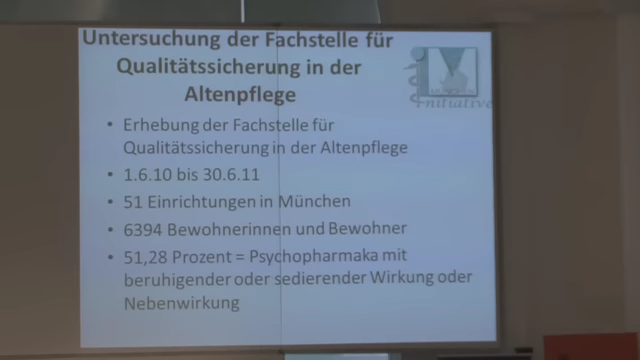 Untersuchung der Fachstelle für
Qualitätssicherung in der
Altenpflege
initiative
• Erhebung der Fachstelle für
Qualitätssicherung in der Altenpflege
• 1.6.10 bis 30.6.11
• 51 Einrichtungen in München
• 6394 Bewohnerinnen und Bewohner
• 51,28 Prozent = Psychopharmaka mit
beruhigender oder sedierender Wirkung oder
Nebenwirkung